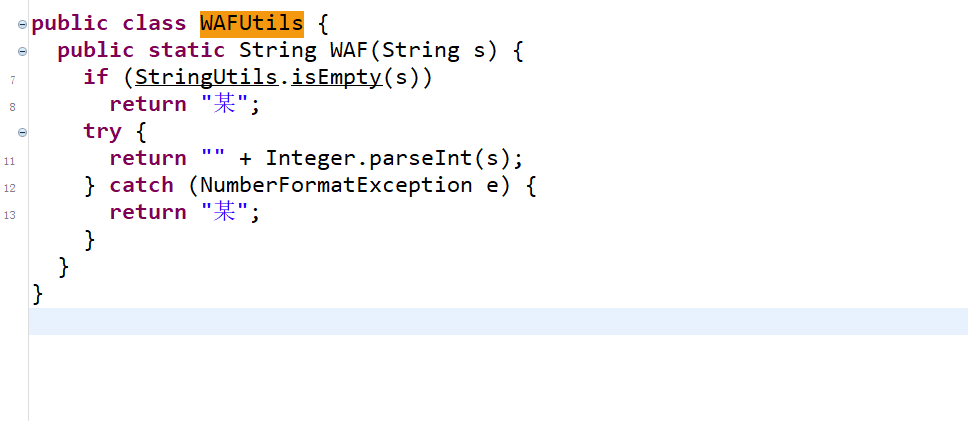 public class WAFUtils {
public static String WAF(String s) {
7 if (StringUtils.isEmpty(s))
8 return "某";
try {
11 return "" + Integer.parseInt(s);
12 } catch (NumberFormatException e) {
13 return "某";
}
}
}